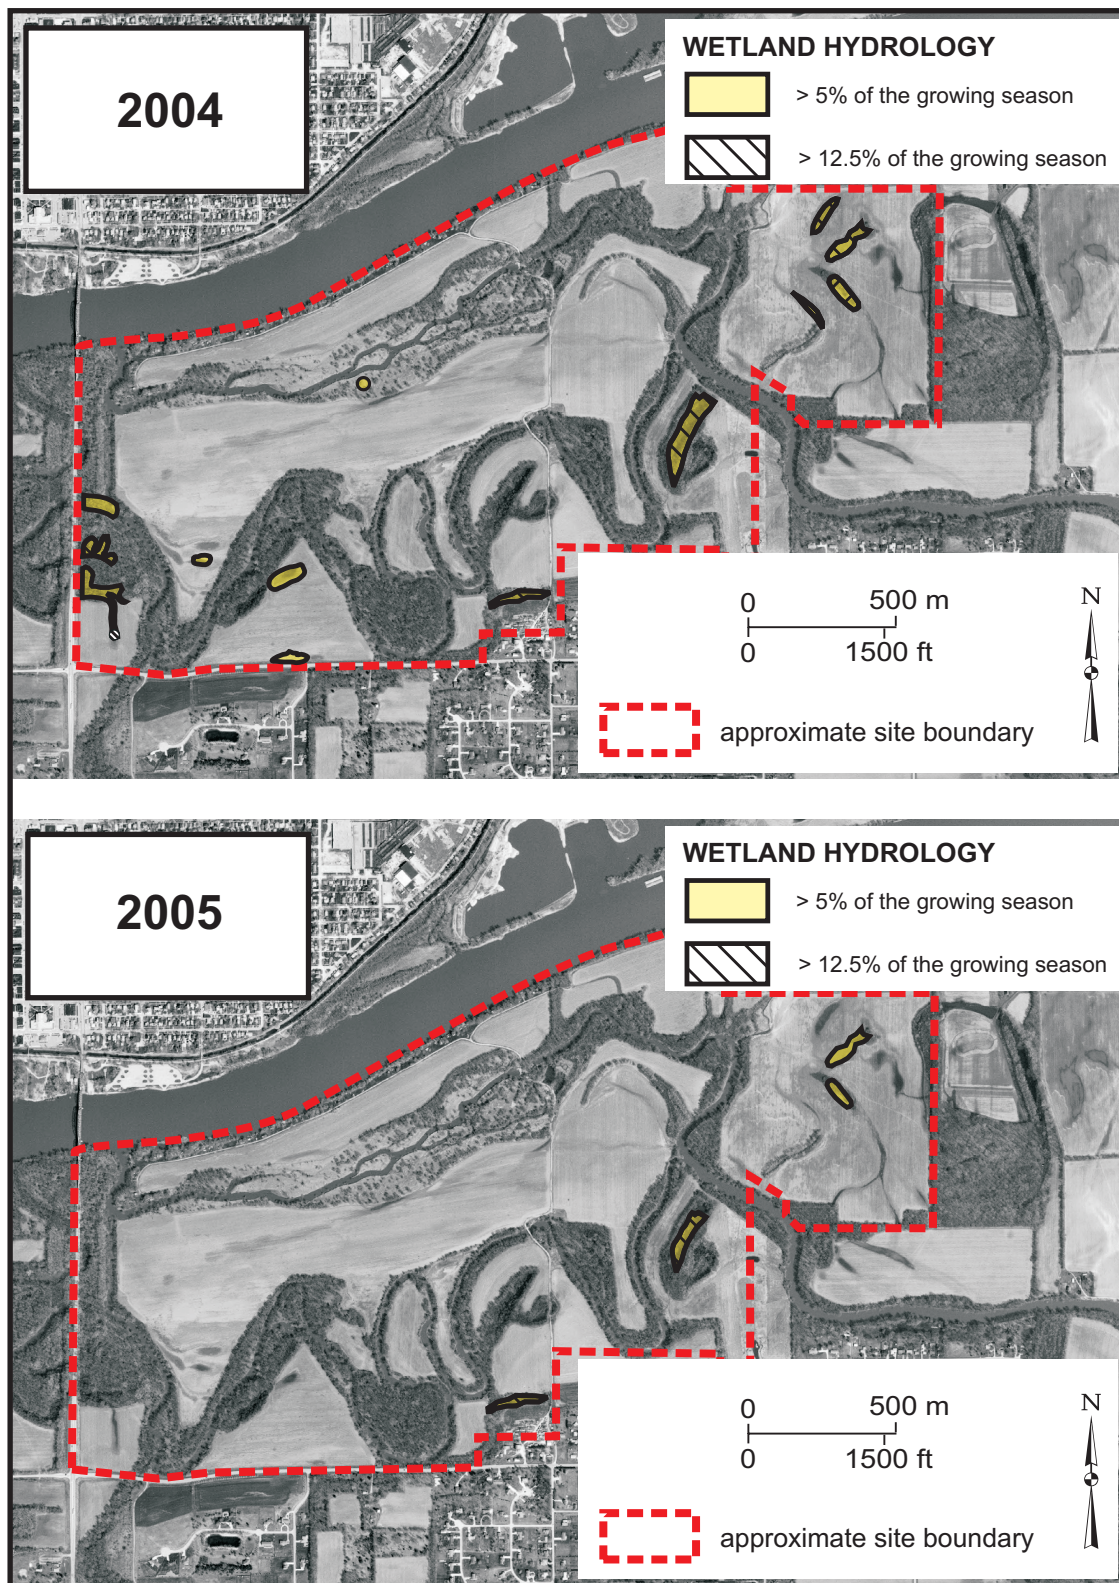 2004
WETLAND HYDROLOGY
> 5% of the growing season
> 12.5% of the growing season
0 500 m
0 1500 ft
N
approximate site boundary
2005
WETLAND HYDROLOGY
> 5% of the growing season
> 12.5% of the growing season
0 500 m
0 1500 ft
N
approximate site boundary